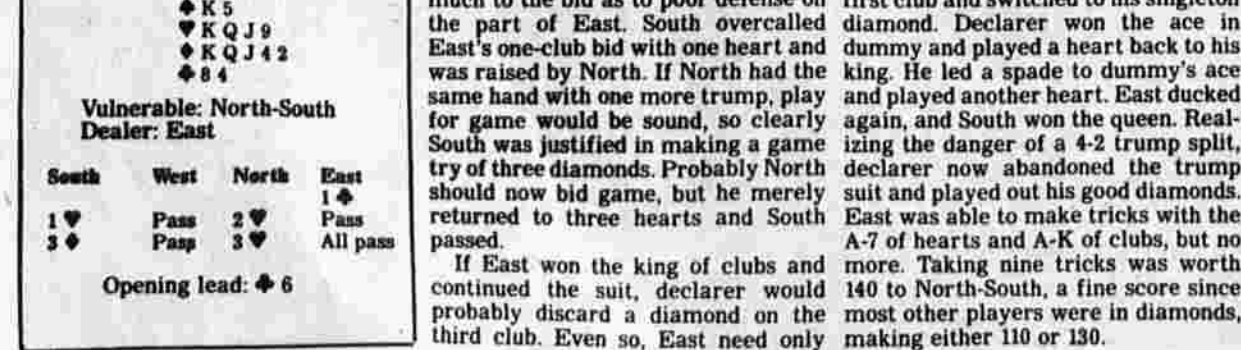 ♠ K 5
♥ K Q J 9
♦ K Q J 4 2
♣ 8 4
Vulnerable: North-South
Dealer: East
South West North East
1 ♣
1 ♥ Pass 2 ♥ Pass
3 ♦ Pass 3 ♥ All pass
Opening lead: ♣ 6
much to the bid as to poor defense on
the part of East. South overcalled
East's one-club bid with one heart and
was raised by North. If North had the
same hand with one more trump, play
for game would be sound, so clearly
South was justified in making a game
try of three diamonds. Probably North
should now bid game, but he merely
returned to three hearts and South
passed.
If East won the king of clubs and
continued the suit, declarer would
probably discard a diamond on the
third club. Even so, East need only
first club and switched to his singleton
diamond. Declarer won the ace in
dummy and played a heart back to his
king. He led a spade to dummy's ace
and played another heart. East ducked
again, and South won the queen. Real-
izing the danger of a 4-2 trump split,
declarer now abandoned the trump
suit and played out his good diamonds.
East was able to make tricks with the
A-7 of hearts and A-K of clubs, but no
more. Taking nine tricks was worth
140 to North-South, a fine score since
most other players were in diamonds,
making either 110 or 130.